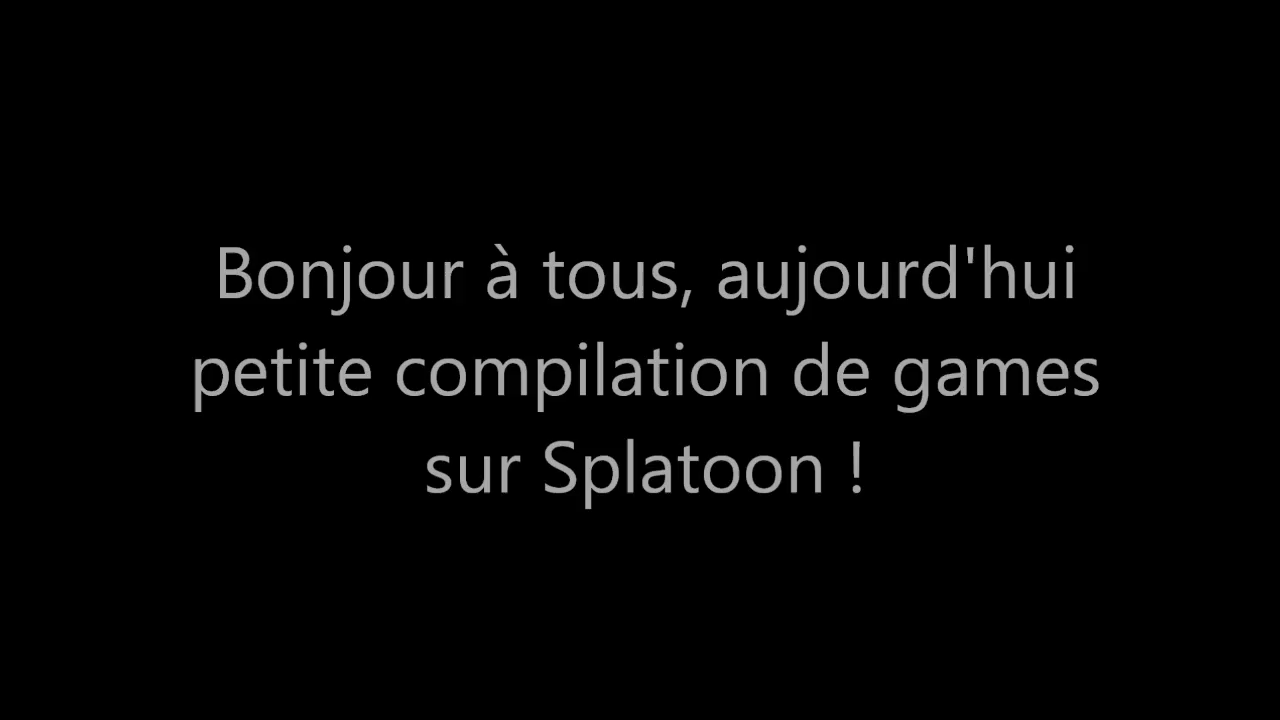 Bonjour à tous, aujourd'hui
petite compilation de games
sur Splatoon !